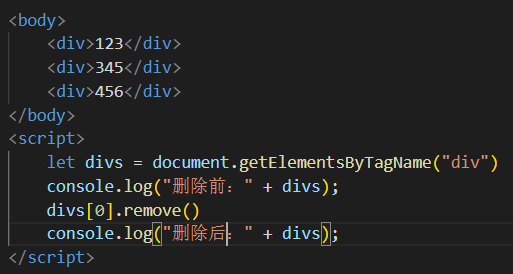 <body>
    <div>123</div>
    <div>345</div>
    <div>456</div>
</body>
<script>
    let divs = document.getElementsByTagName("div")
    console.log("删除前：" + divs);
    divs[0].remove()
    console.log("删除后：" + divs);
</script>